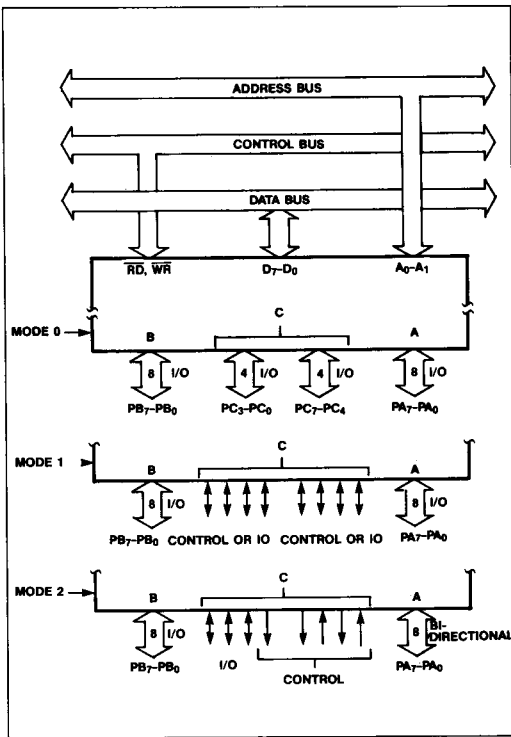 ADDRESS BUS
CONTROL BUS
DATA BUS
RD, WR D7-D0 A0-A1
C
MODE 0 B A
8 I/O 4 I/O 4 I/O 8 I/O
PB7-PB0 PC3-PC0 PC7-PC4 PA7-PA0
C
MODE 1 B A
8 I/O 8 I/O
PB7-PB0 CONTROL OR IO CONTROL OR IO PA7-PA0
C
MODE 2 B A
8 I/O 8 BI-
DIRECTIONAL
PB7-PB0 I/O PA7-PA0
CONTROL